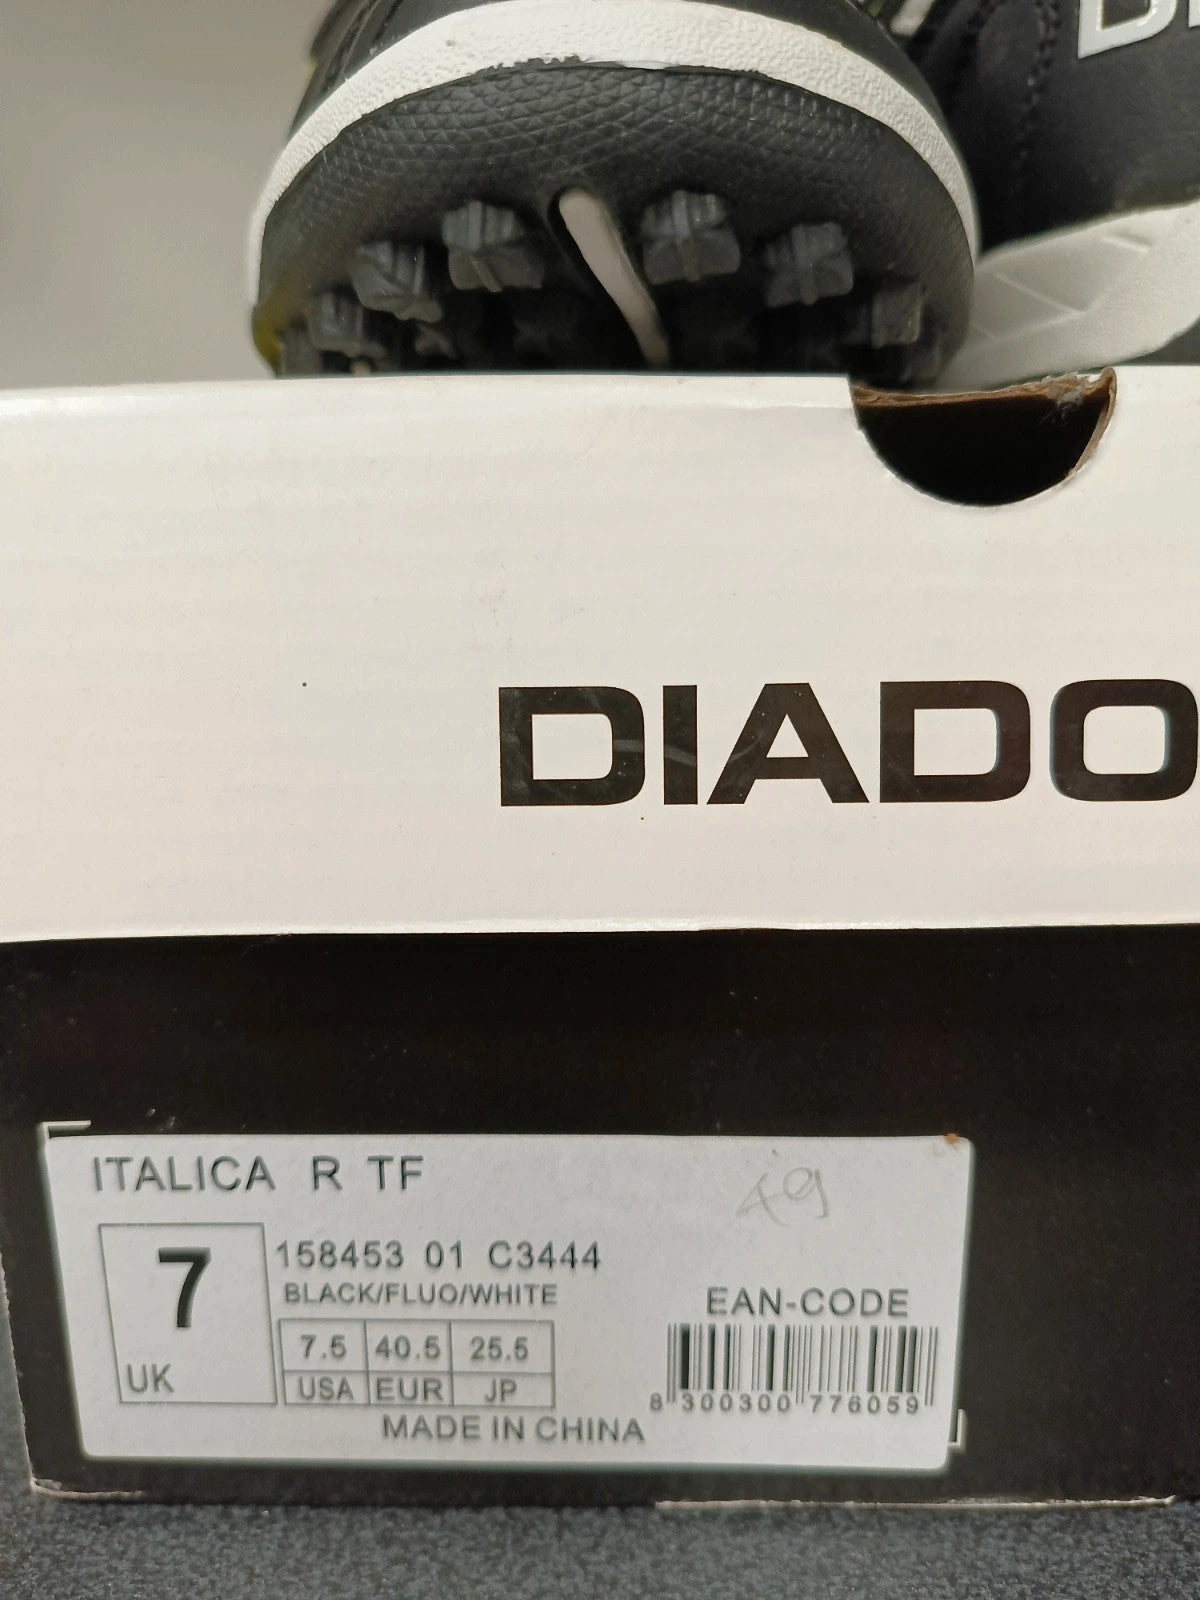 DI
DIADO
ITALICA R TF
49
7
UK
158453 01 C3444
BLACK/FLUO/WHITE
7.5 40.5 25.5
USA EUR JP
MADE IN CHINA
EAN-CODE
8 300300 776059